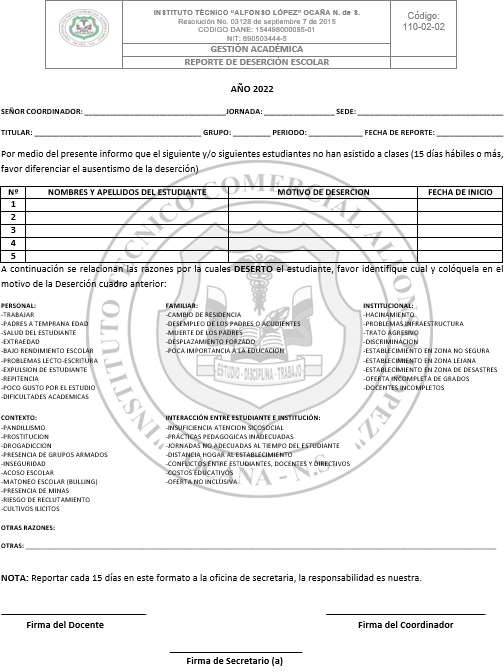 INSTITUTO TÈCNICO “ALFONSO LÓPEZ” OCAÑA N. de S.
Resolución No. 03128 de septiembre 7 de 2015
CODIGO DANE: 154498000085-01
NIT: 890503444-5
Código:
110-02-02
GESTIÓN ACADÉMICA
REPORTE DE DESERCIÓN ESCOLAR
AÑO 2022
SEÑOR COORDINADOR: JORNADA: SEDE:
TITULAR: GRUPO: PERIODO: FECHA DE REPORTE:
Por medio del presente informo que el siguiente y/o siguientes estudiantes no han asistido a clases (15 días hábiles o más,
favor diferenciar el ausentismo de la deserción)
Nº NOMBRES Y APELLIDOS DEL ESTUDIANTE MOTIVO DE DESERCION FECHA DE INICIO
1
2
3
4
5
A continuación se relacionan las razones por la cuales DESERTO el estudiante, favor identifique cual y colóquela en el
motivo de la Deserción cuadro anterior:
PERSONAL: FAMILIAR: INSTITUCIONAL:
-TRABAJAR -CAMBIO DE RESIDENCIA -HACINAMIENTO
-PADRES A TEMPRANA EDAD -DESEMPLEO DE LOS PADRES O ACUDIENTES -PROBLEMAS INFRAESTRUCTURA
-SALUD DEL ESTUDIANTE -MUERTE DE LOS PADRES -TRATO AGRESIVO
-EXTRAEDAD -DESPLAZAMIENTO FORZADO -DISCRIMINACION
-BAJO RENDIMIENTO ESCOLAR -POCA IMPORTANCIA A LA EDUCACION -ESTABLECIMIENTO EN ZONA NO SEGURA
-PROBLEMAS LECTO-ESCRITURA -ESTABLECIMIENTO EN ZONA LEJANA
-EXPULSION DE ESTUDIANTE -ESTABLECIMIENTO EN ZONA DE DESASTRES
-REPITENCIA -OFERTA INCOMPLETA DE GRADOS
-POCO GUSTO POR EL ESTUDIO -DOCENTES INCOMPLETOS
-DIFICULTADES ACADEMICAS
CONTEXTO: INTERACCIÓN ENTRE ESTUDIANTE E INSTITUCIÓN:
-PANDILLISMO -INSUFICIENCIA ATENCION SICOSOCIAL
-PROSTITUCION -PRÁCTICAS PEDAGOGICAS INADECUADAS
-DROGADICCION -JORNADAS NO ADECUADAS AL TIEMPO DEL ESTUDIANTE
-PRESENCIA DE GRUPOS ARMADOS -DISTANCIA HOGAR AL ESTABLECIMIENTO
-INSEGURIDAD -CONFLICTOS ENTRE ESTUDIANTES, DOCENTES Y DIRECTIVOS
-ACOSO ESCOLAR -COSTOS EDUCATIVOS
-MATONEO ESCOLAR (BULLING) -OFERTA NO INCLUSIVA
-PRESENCIA DE MINAS
-RIESGO DE RECLUTAMIENTO
-CULTIVOS ILICITOS
OTRAS RAZONES:
OTRAS:
NOTA: Reportar cada 15 días en este formato a la oficina de secretaria, la responsabilidad es nuestra.
Firma del Docente Firma del Coordinador
Firma de Secretario (a)
INSTITUTO TECNICO COMERCIAL ALFONSO
LOPEZ"
ESTUDIO - DISCIPLINA - TRABAJO